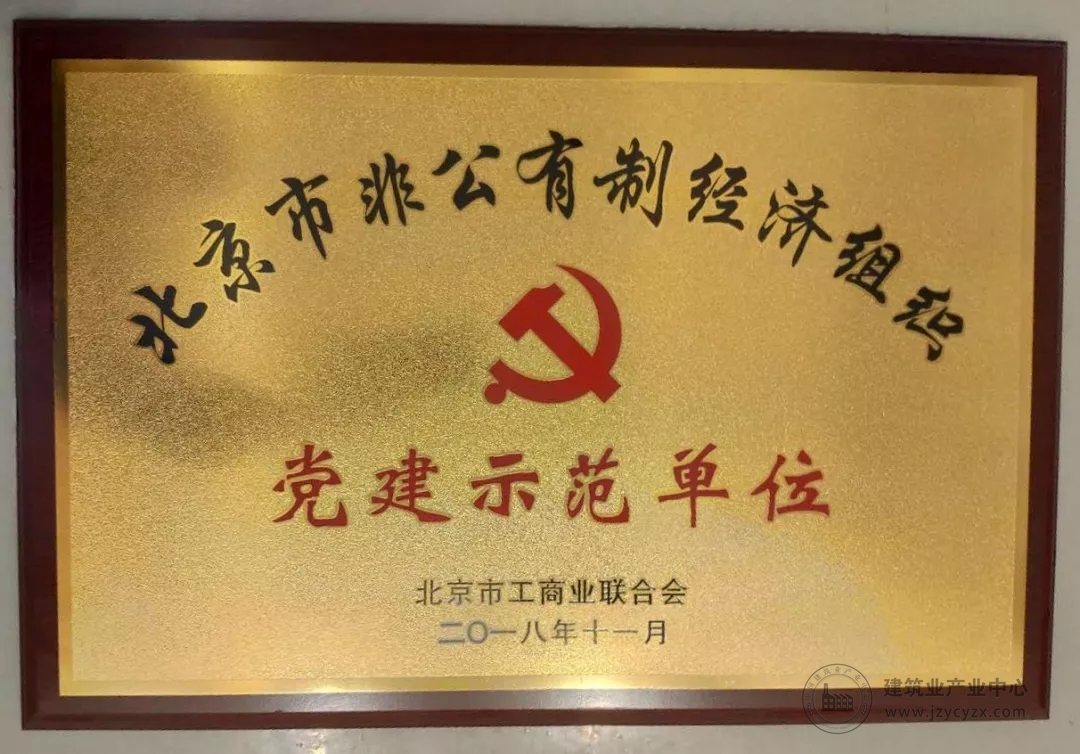 北京市非公有制经济组织
党建示范单位
北京市工商业联合会
二〇一八年十一月
建筑业产业中心
www.jzycyzx.com